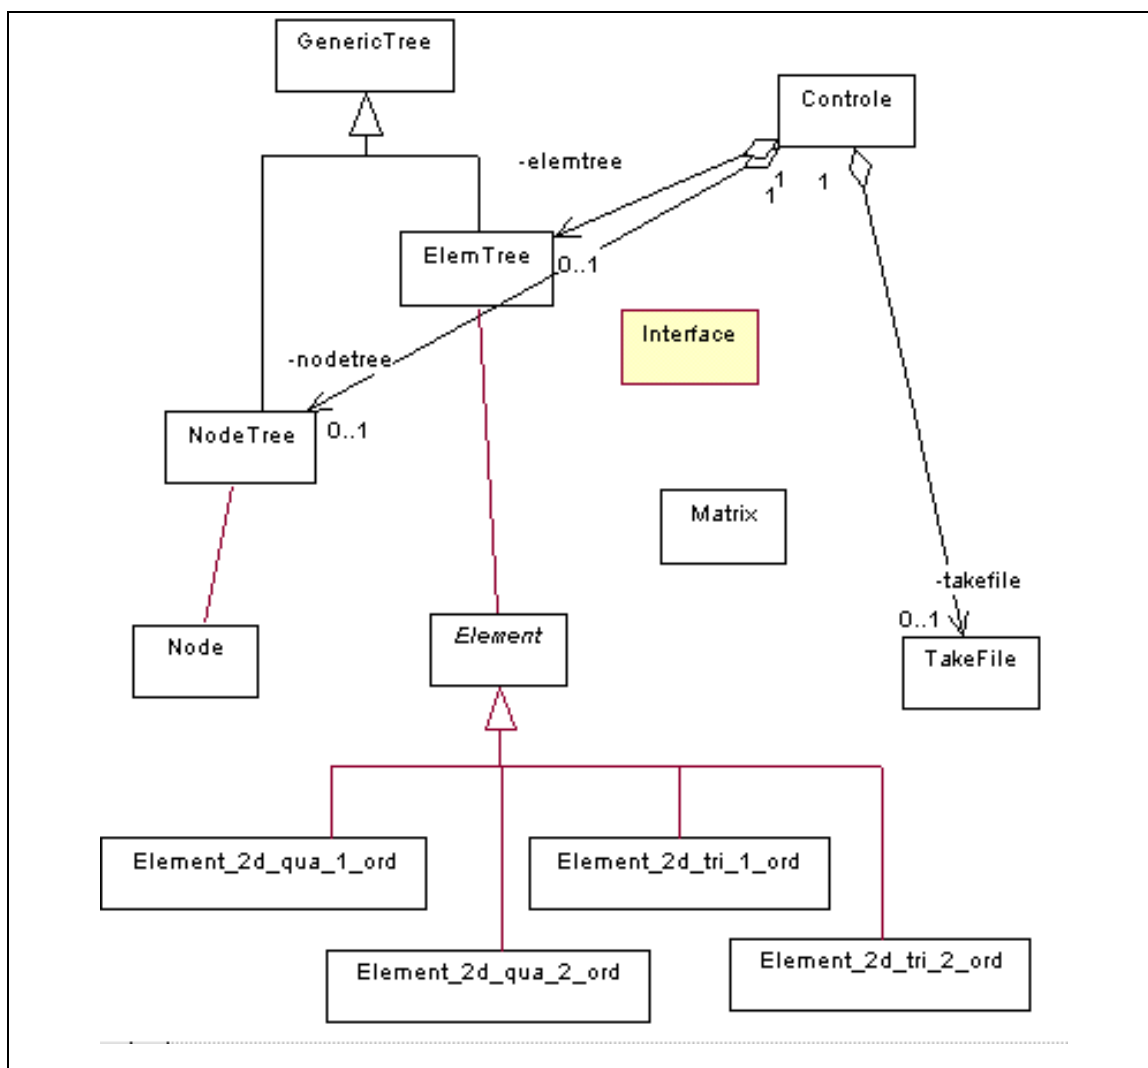 GenericTree
Controle
-elemtree
1
1
1
ElemTree
0..1
Interface
-nodetree
NodeTree
0..1
Matrix
-takefile
0..1
Element
Node
TakeFile
Element_2d_qua_1_ord
Element_2d_tri_1_ord
Element_2d_qua_2_ord
Element_2d_tri_2_ord